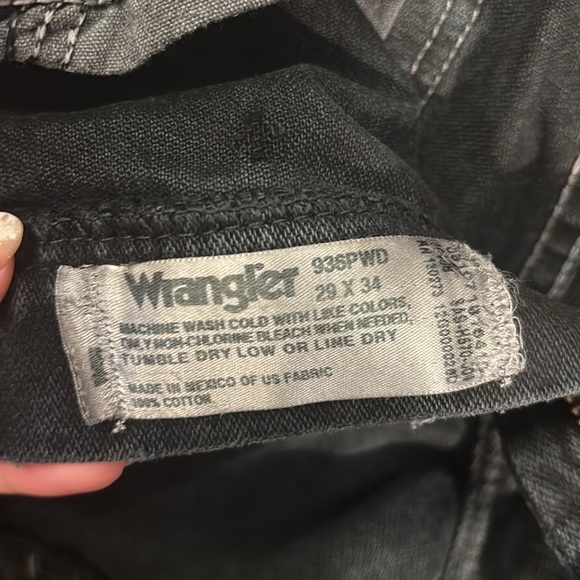 Wrangler 936PWD
29 X 34
MACHINE WASH COLD WITH LIKE COLORS,
ONLY NON-CHLORINE BLEACH WHEN NEEDED,
TUMBLE DRY LOW OR LINE DRY
MADE IN MEXICO OF US FABRIC
100% COTTON